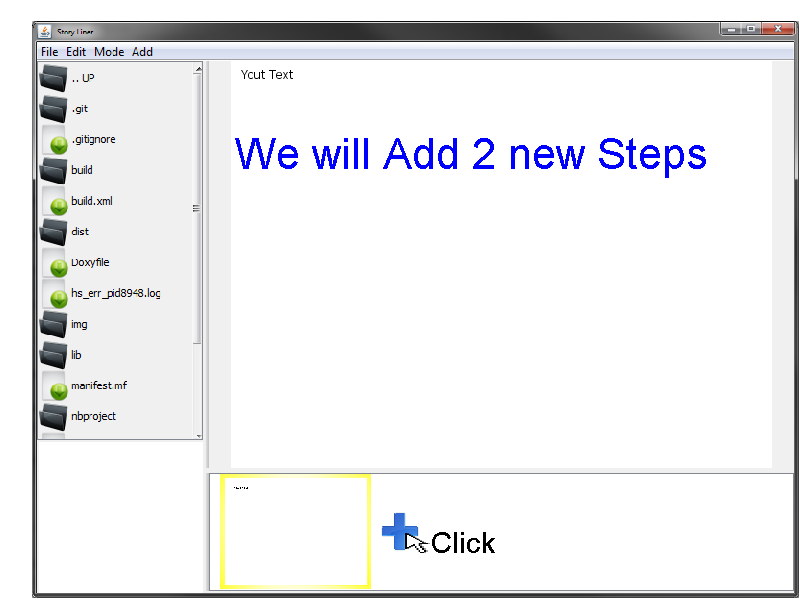 Story Liner
File Edit Mode Add
.. UP
.git
.gitignore
build
build.xml
dist
Doxyfile
hs_err_pid8948.log
img
lib
manifest.mf
nbproject
Your Text
We will Add 2 new Steps
Click